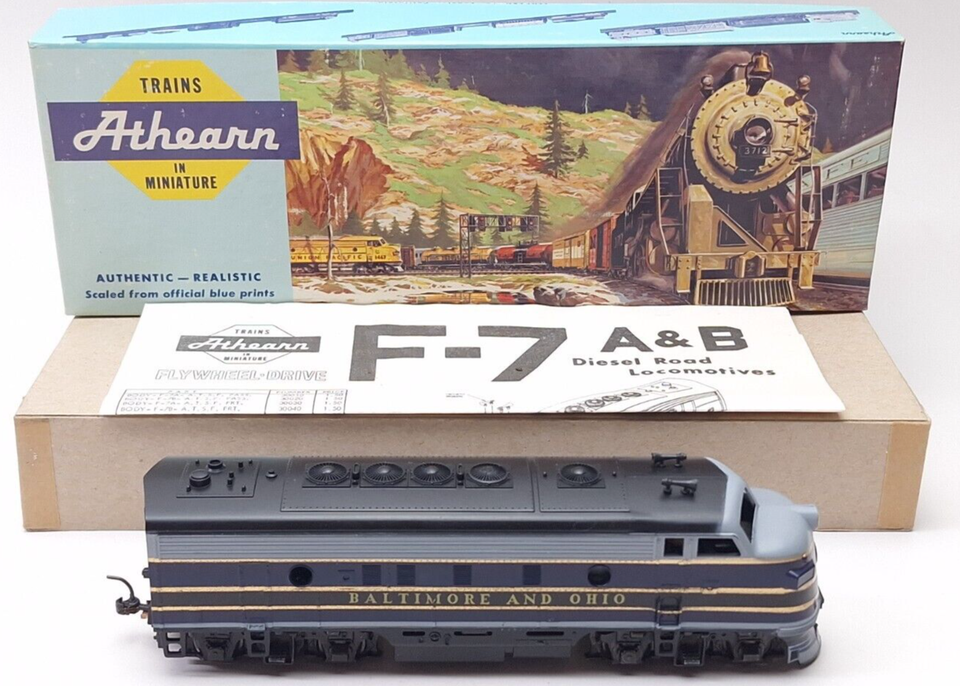 TRAINS
Athearn
IN
MINIATURE
AUTHENTIC — REALISTIC
Scaled from official blue prints
UNION PACIFIC
3712
Athearn
TRAINS
Athearn
IN
MINIATURE
FLYWHEEL-DRIVE
F-7 A & B
Diesel Road
Locomotives
BALTIMORE AND OHIO